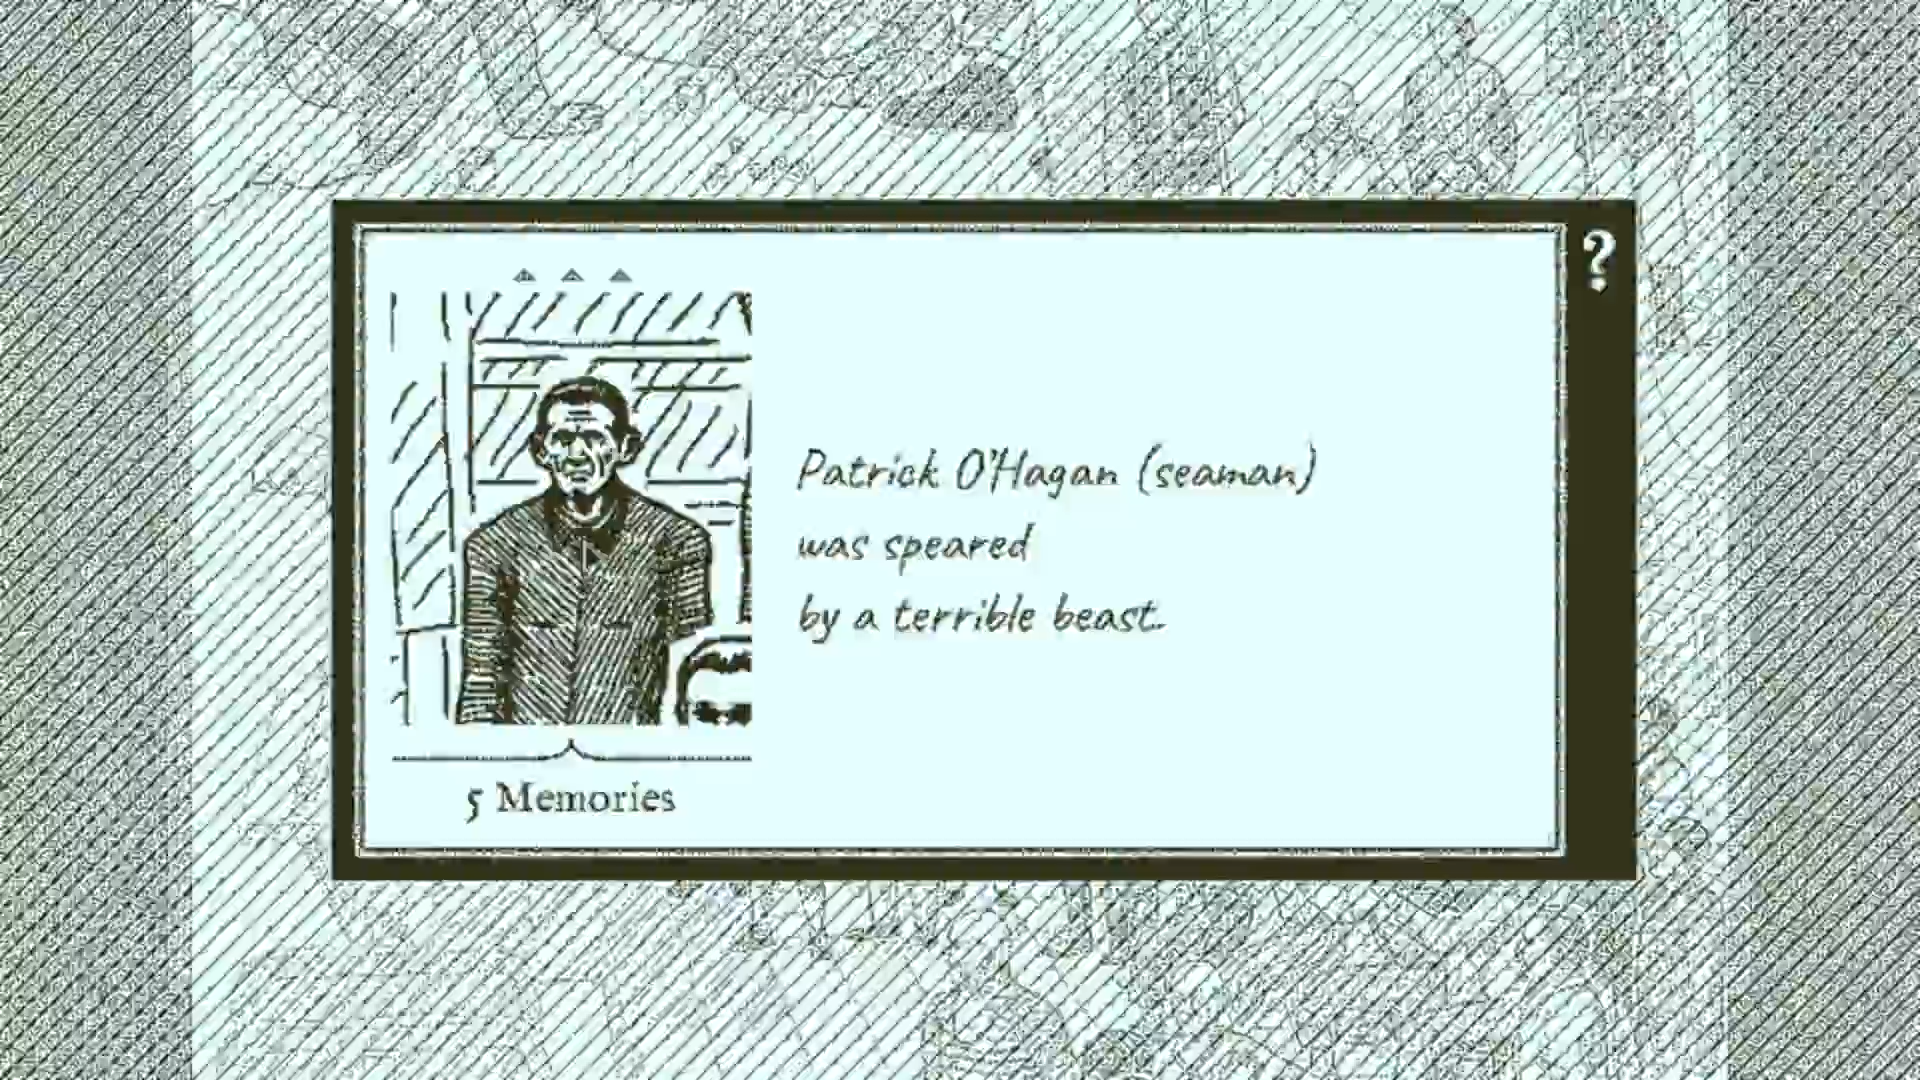 ?
Patrick O'Hagan (seaman)
was speared
by a terrible beast.
5 Memories